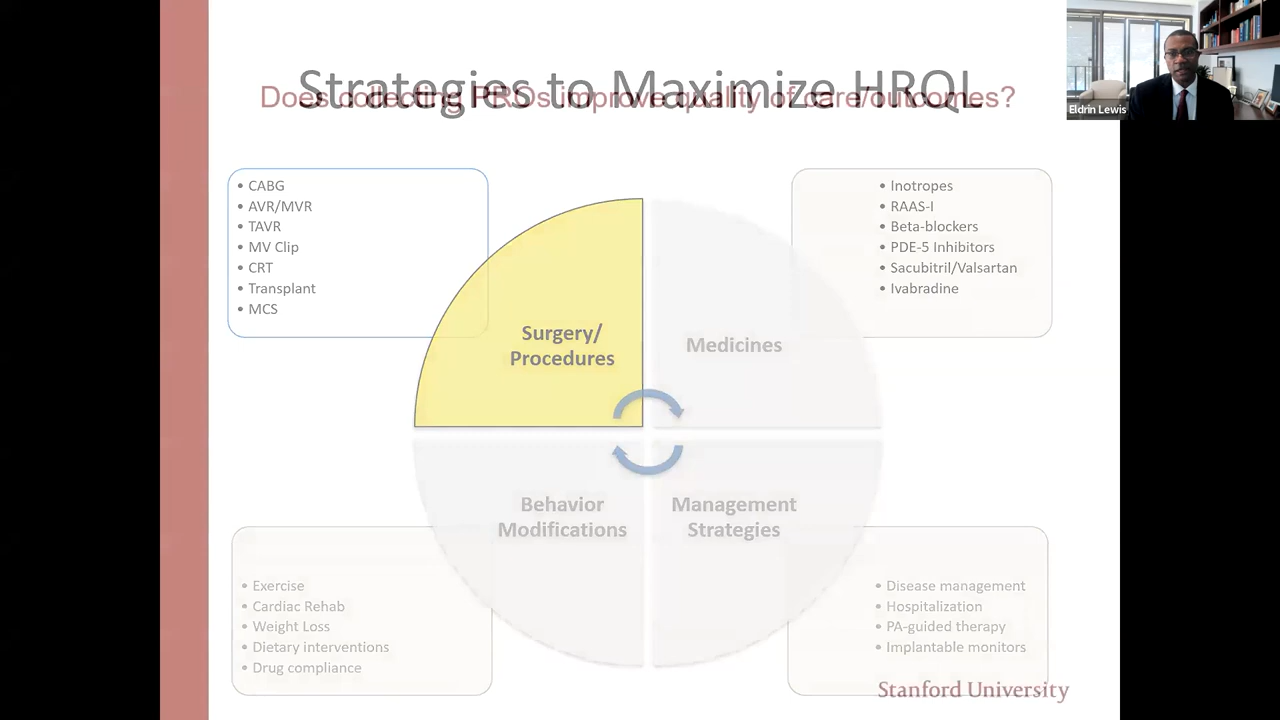 Strategies to Maximize HRQL
Does collecting PROs improve quality of care/outcomes?
Eldrin Lewis
• CABG
• AVR/MVR
• TAVR
• MV Clip
• CRT
• Transplant
• MCS
• Inotropes
• RAAS-I
• Beta-blockers
• PDE-5 Inhibitors
• Sacubitril/Valsartan
• Ivabradine
Surgery/
Procedures
Medicines
Behavior
Modifications
Management
Strategies
• Exercise
• Cardiac Rehab
• Weight Loss
• Dietary interventions
• Drug compliance
• Disease management
• Hospitalization
• PA-guided therapy
• Implantable monitors
Stanford University